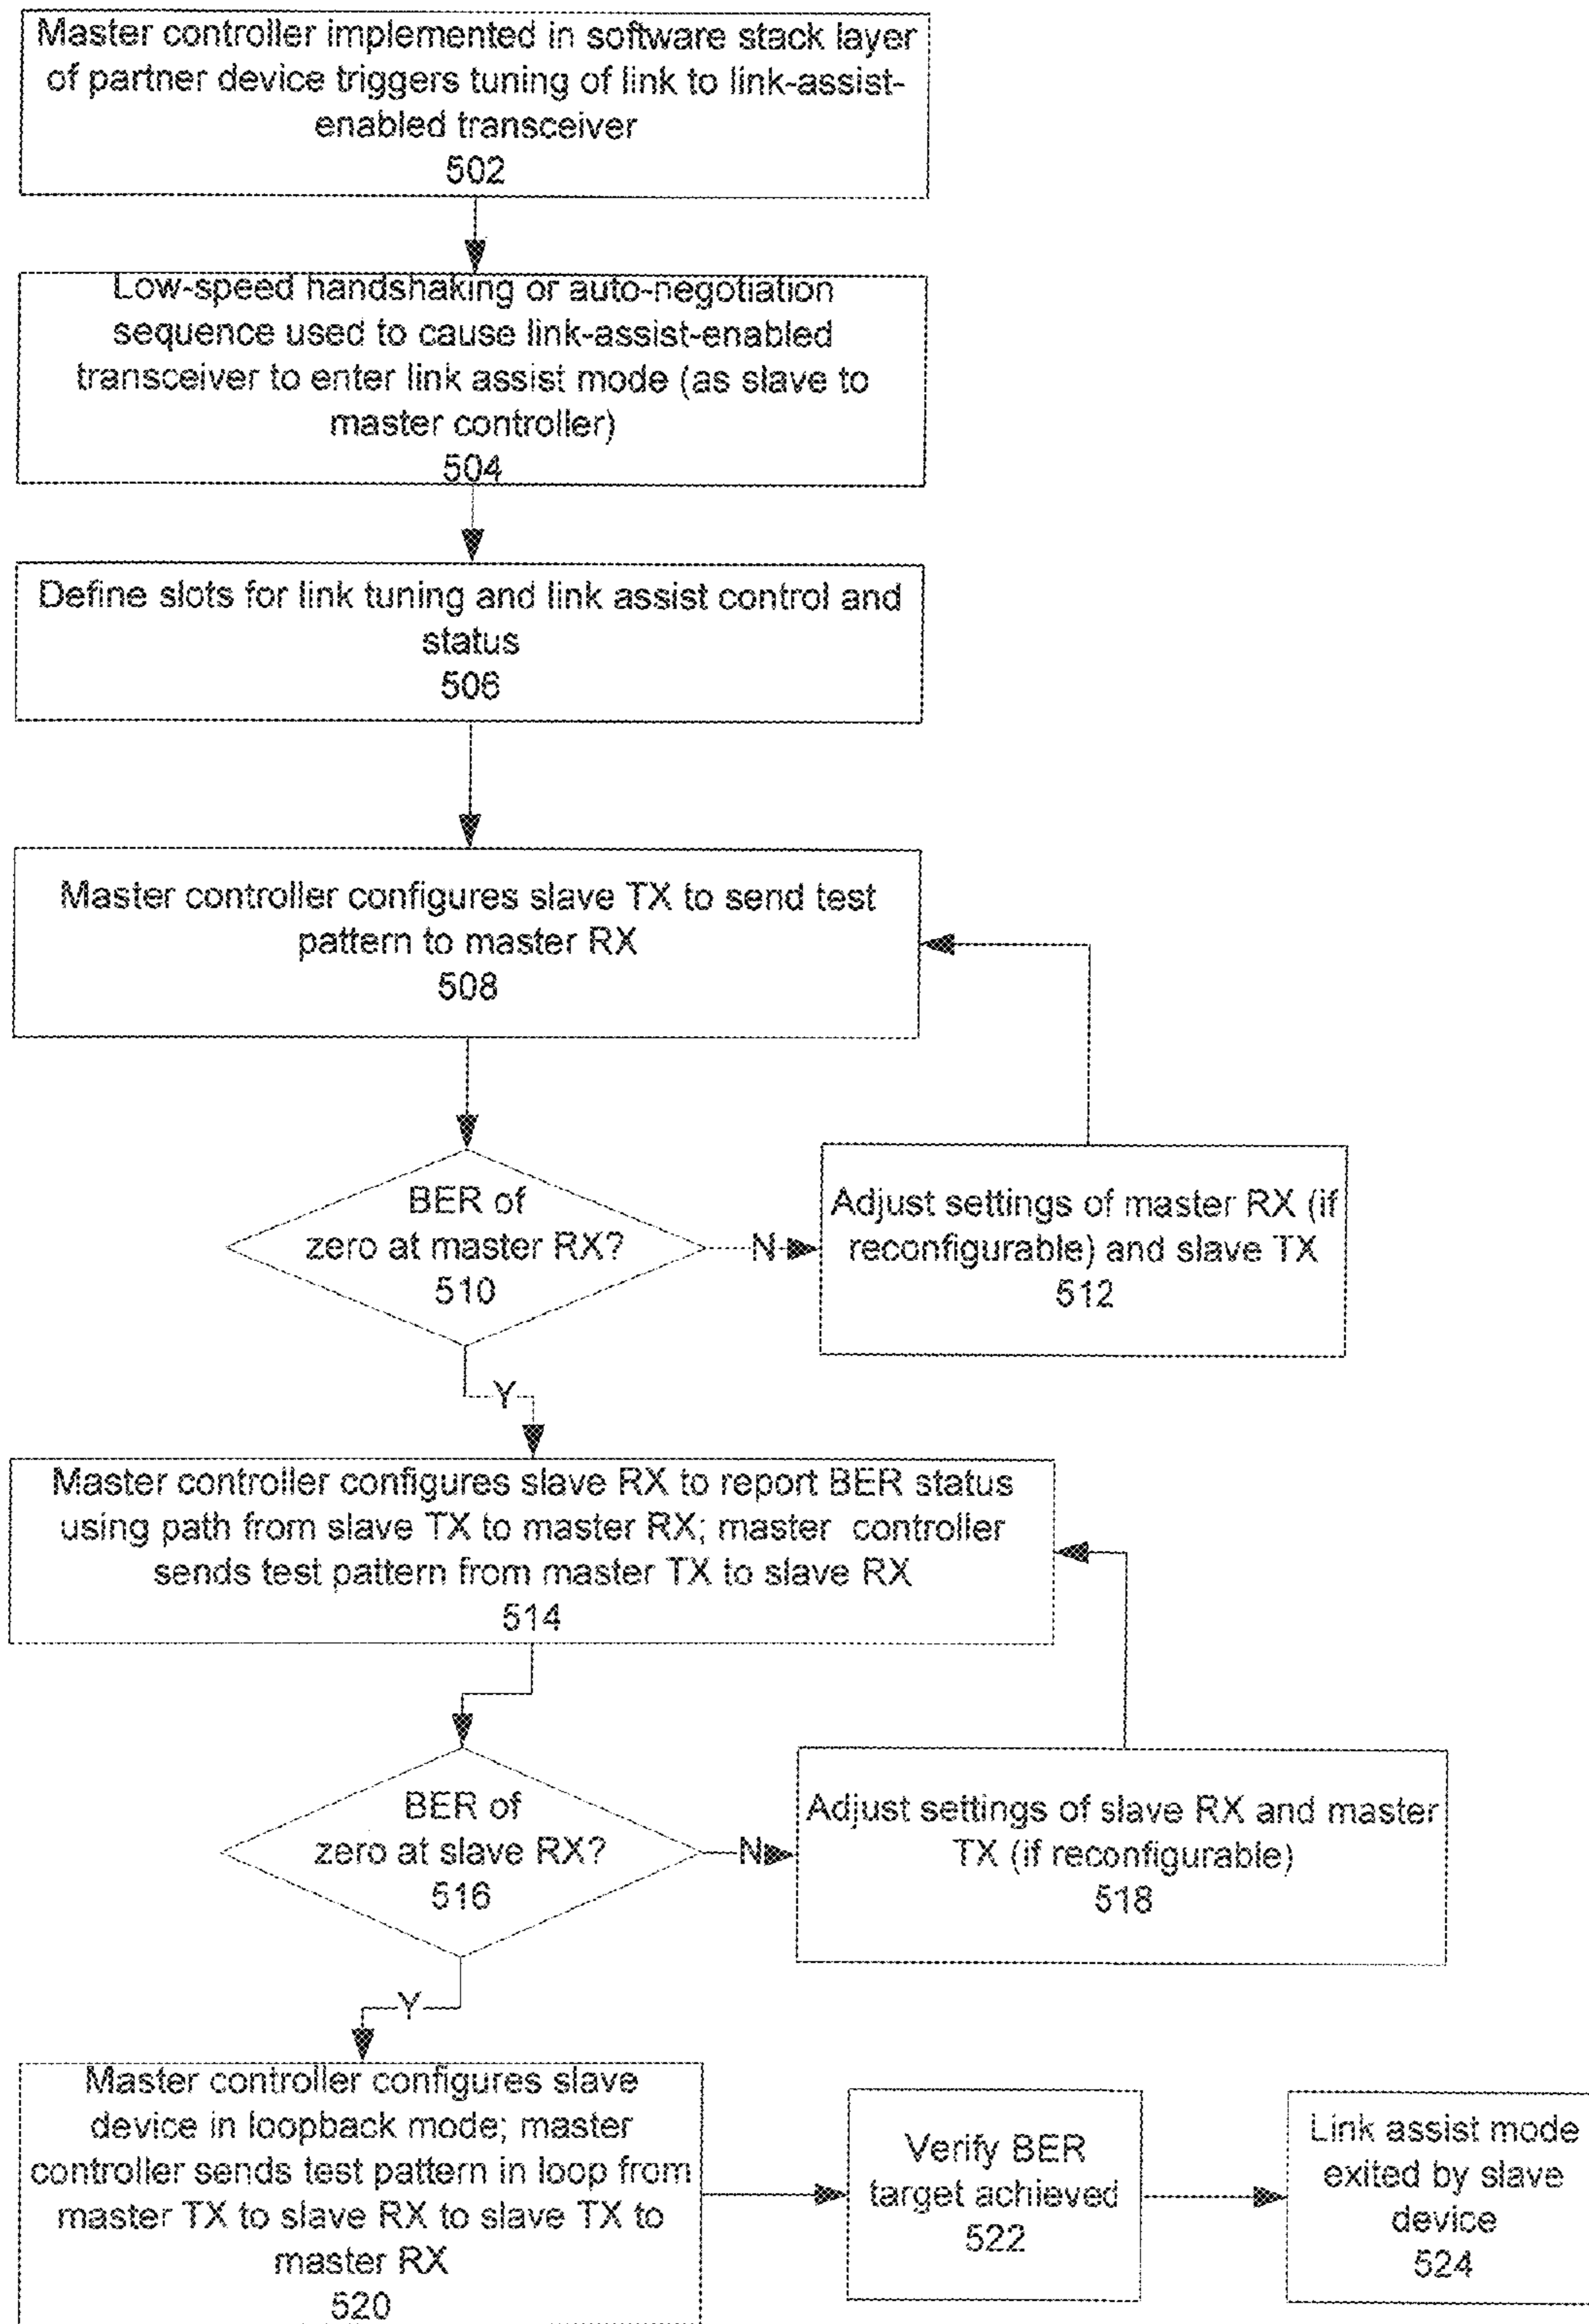 Master controller implemented in software stack layer
of partner device triggers tuning of link to link-assist-
enabled transceiver
502
Low-speed handshaking or auto-negotiation
sequence used to cause link-assist-enabled
transceiver to enter link assist mode (as slave to
master controller)
504
Define slots for link tuning and link assist control and
status
506
Master controller configures slave TX to send test
pattern to master RX
508
BER of
zero at master RX?
510
N
Adjust settings of master RX (if
reconfigurable) and slave TX
512
Y
Master controller configures slave RX to report BER status
using path from slave TX to master RX; master controller
sends test pattern from master TX to slave RX
514
BER of
zero at slave RX?
516
N
Adjust settings of slave RX and master
TX (if reconfigurable)
518
Y
Master controller configures slave
device in loopback mode; master
controller sends test pattern in loop from
master TX to slave RX to slave TX to
master RX
520
Verify BER
target achieved
522
Link assist mode
exited by slave
device
524